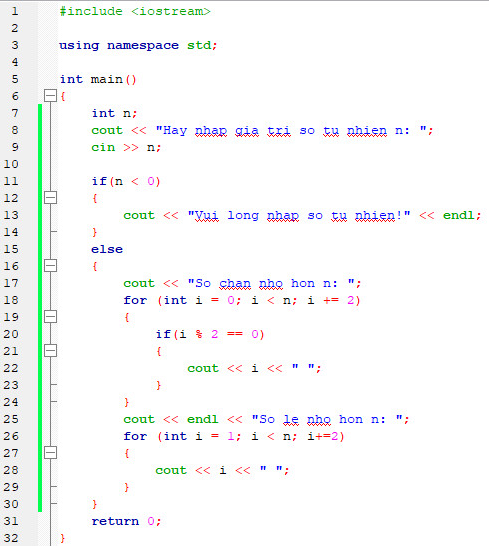 1 #include <iostream>
2
3 using namespace std;
4
5 int main()
6 {
7 int n;
8 cout << "Hay nhap gia tri so tu nhien n: ";
9 cin >> n;
10
11 if(n < 0)
12 {
13 cout << "Vui long nhap so tu nhien!" << endl;
14 }
15 else
16 {
17 cout << "So chan nho hon n: ";
18 for (int i = 0; i < n; i += 2)
19 {
20 if(i % 2 == 0)
21 {
22 cout << i << " ";
23 }
24 }
25 cout << endl << "So le nho hon n: ";
26 for (int i = 1; i < n; i+=2)
27 {
28 cout << i << " ";
29 }
30 }
31 return 0;
32 }